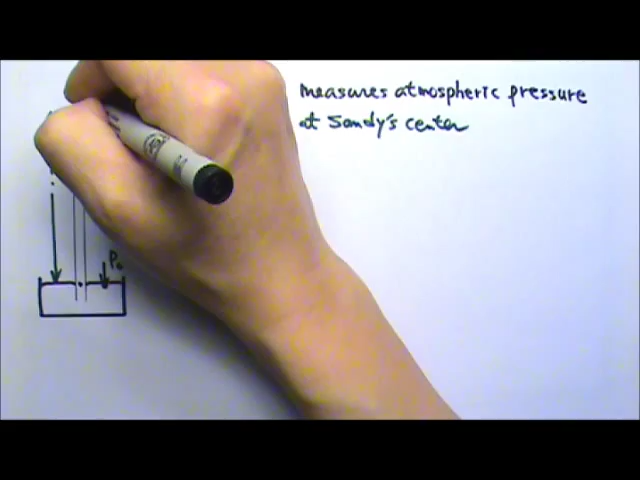 measures atmospheric pressure
at Sandy's center
P₀